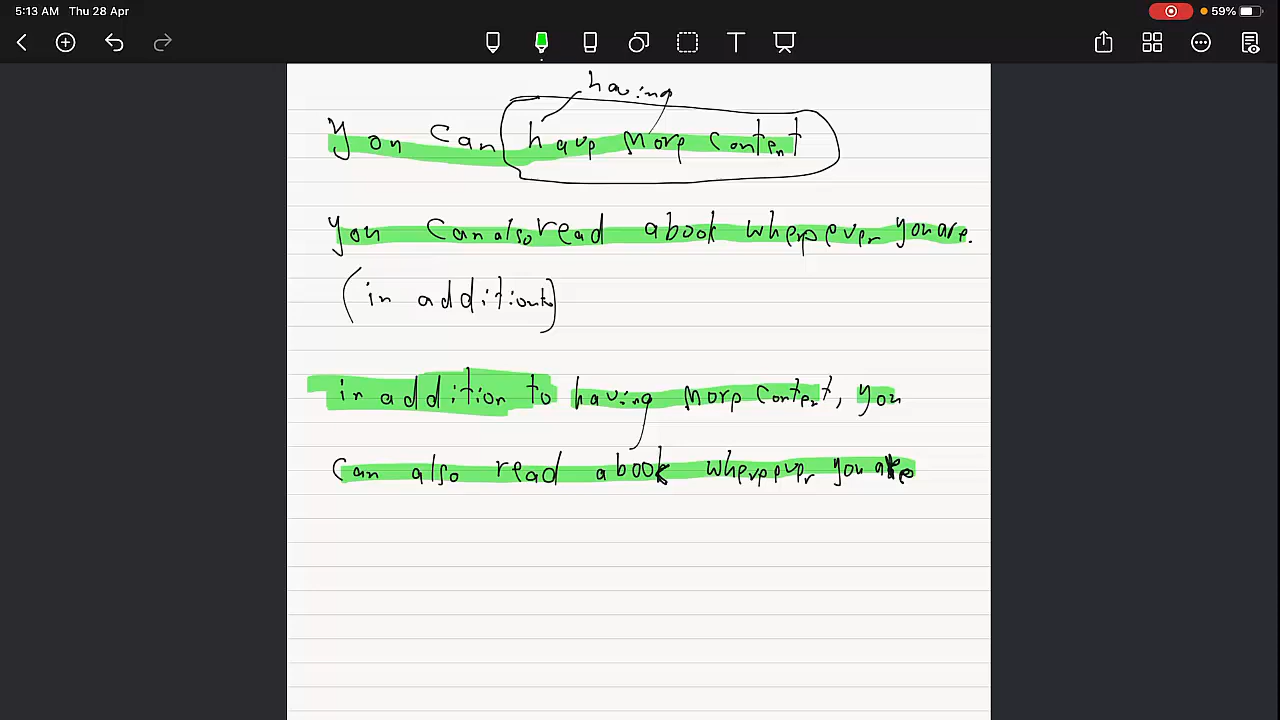 5:13 AM Thu 28 Apr 59%
T
having
you can have more content
you can also read a book wherever you are.
(in addition to)
in addition to having more content, you
can also read a book wherever you are